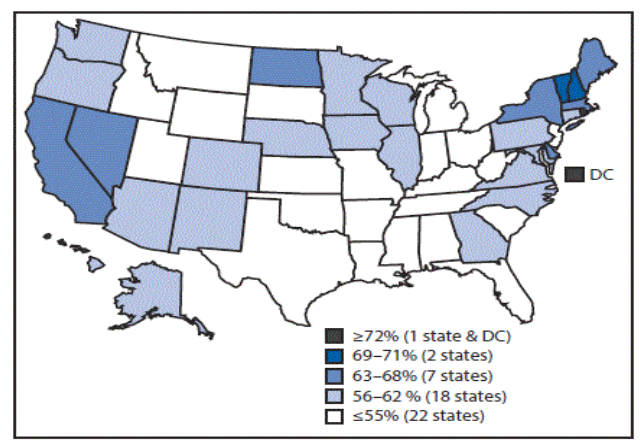 DC
≥72% (1 state & DC)
69–71% (2 states)
63–68% (7 states)
56–62 % (18 states)
≤55% (22 states)